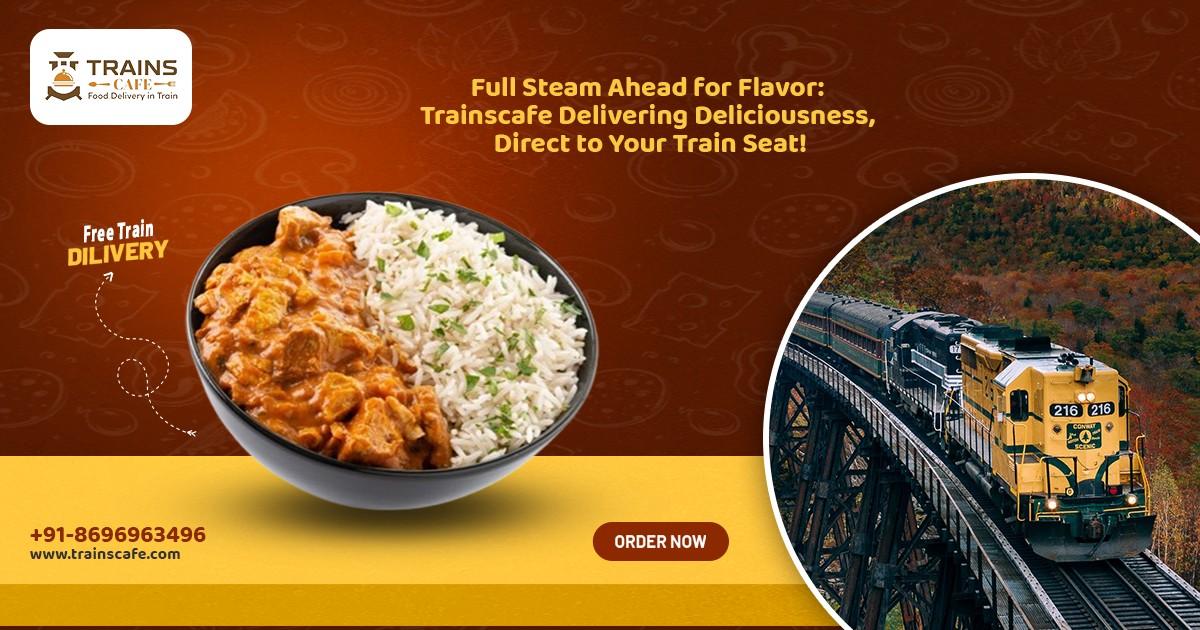 TRAINS
CAFE
Food Delivery in Train
Full Steam Ahead for Flavor:
Trainscafe Delivering Deliciousness,
Direct to Your Train Seat!
Free Train
DILIVERY
216 216
CONWAY
SCENIC
17
+91-8696963496
www.trainscafe.com
ORDER NOW